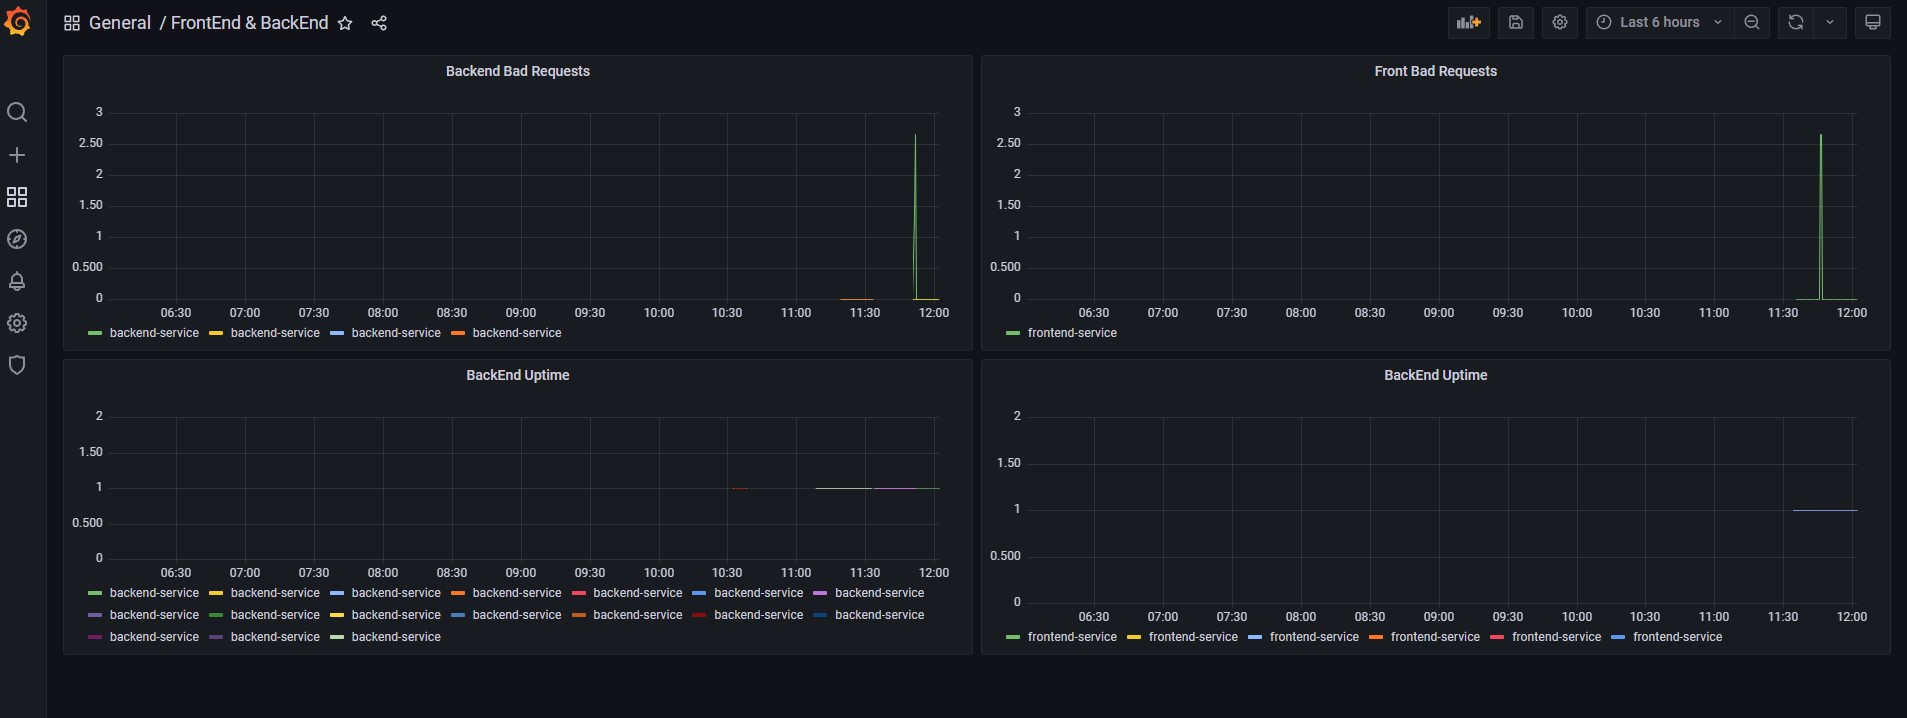 General / FrontEnd & BackEnd
Last 6 hours
Backend Bad Requests
3
2.50
2
1.50
1
0.500
0
06:30 07:00 07:30 08:00 08:30 09:00 09:30 10:00 10:30 11:00 11:30 12:00
backend-service backend-service backend-service backend-service
Front Bad Requests
3
2.50
2
1.50
1
0.500
0
06:30 07:00 07:30 08:00 08:30 09:00 09:30 10:00 10:30 11:00 11:30 12:00
frontend-service
BackEnd Uptime
2
1.50
1
0.500
0
06:30 07:00 07:30 08:00 08:30 09:00 09:30 10:00 10:30 11:00 11:30 12:00
backend-service backend-service backend-service backend-service backend-service backend-service backend-service
backend-service backend-service backend-service backend-service backend-service backend-service backend-service
backend-service backend-service backend-service
BackEnd Uptime
2
1.50
1
0.500
0
06:30 07:00 07:30 08:00 08:30 09:00 09:30 10:00 10:30 11:00 11:30 12:00
frontend-service frontend-service frontend-service frontend-service frontend-service frontend-service